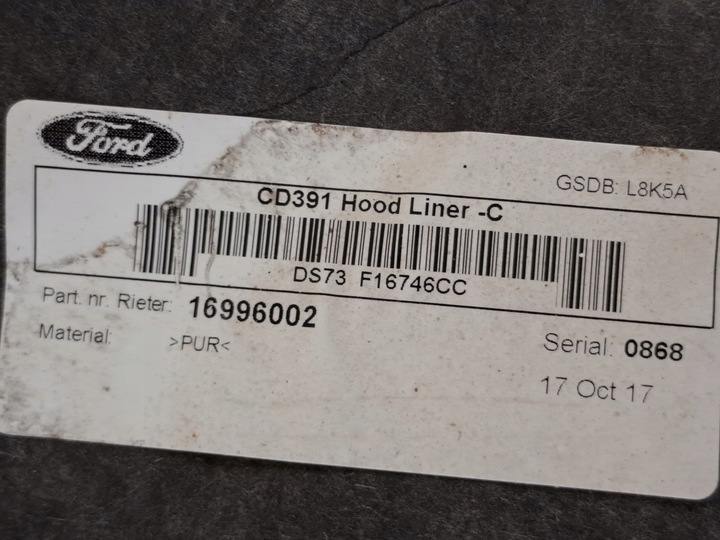 Ford
GSDB: L8K5A
CD391 Hood Liner -C
DS73 F16746CC
Part. nr. Rieter: 16996002
Material: >PUR<
Serial: 0868
17 Oct 17